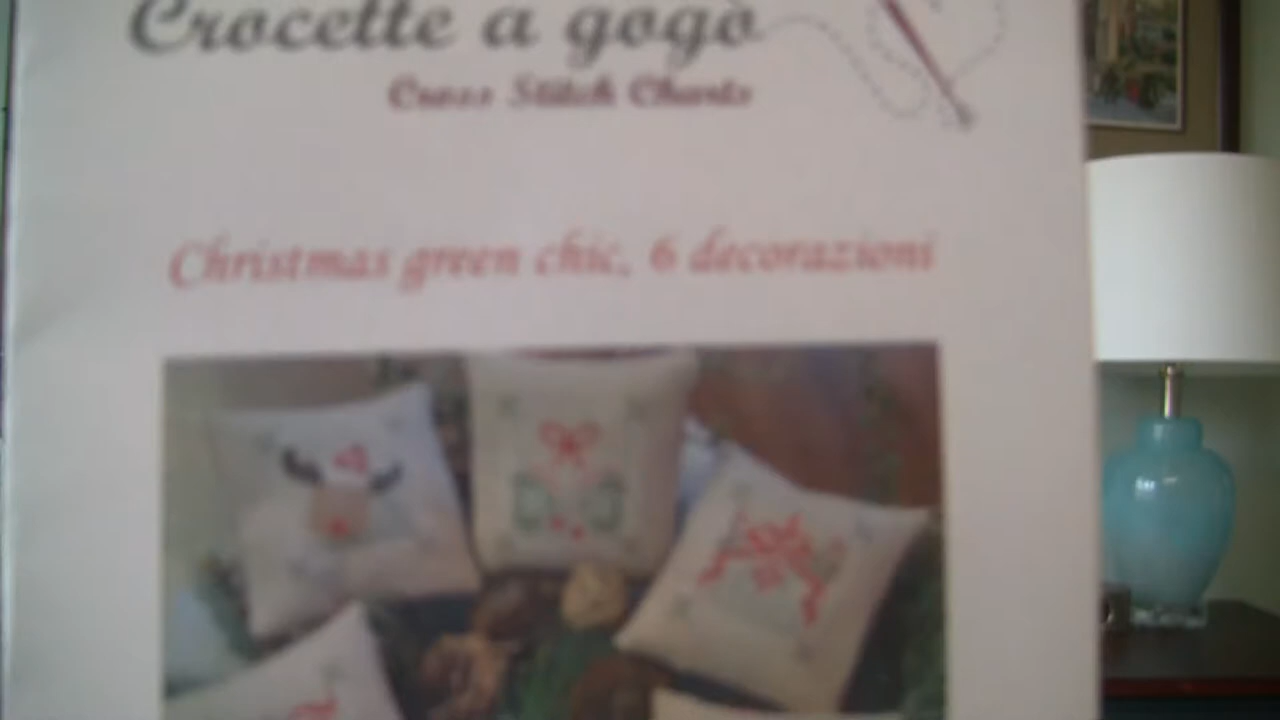 Crocette a gogò
Cross Stitch Charts
Christmas green chic, 6 decorazioni